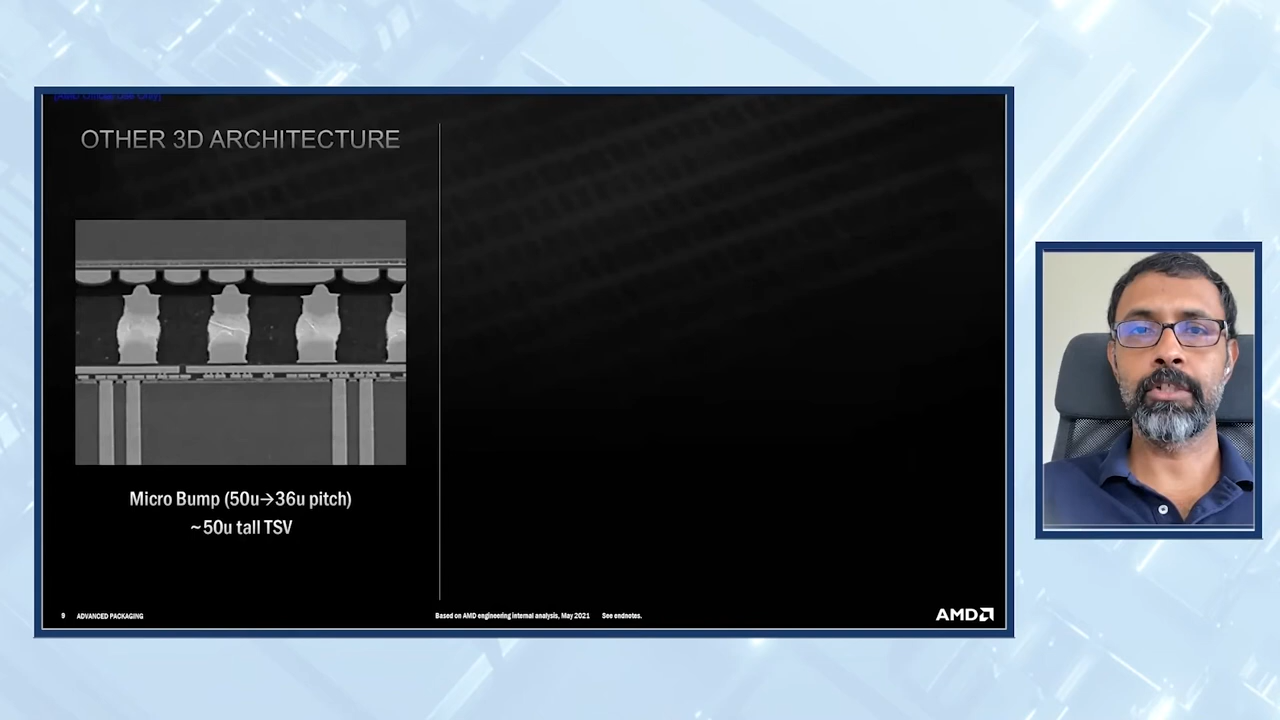 OTHER 3D ARCHITECTURE
Micro Bump (50u→36u pitch)
~50u tall TSV
9 ADVANCED PACKAGING
Based on AMD engineering internal analysis, May 2021 See endnotes.
AMD